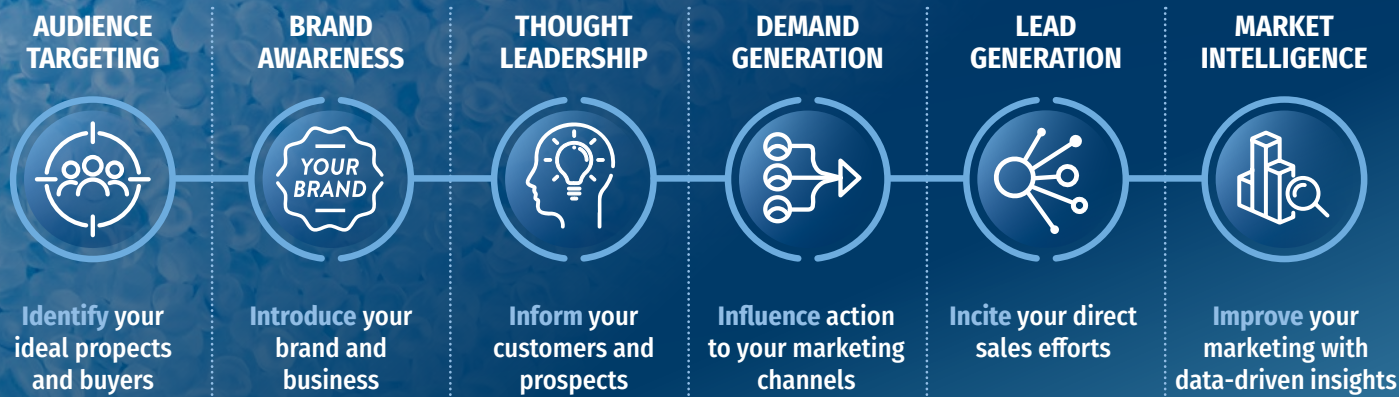 AUDIENCE
TARGETING
Identify your
ideal propects
and buyers
BRAND
AWARENESS
YOUR
BRAND
Introduce your
brand and
business
THOUGHT
LEADERSHIP
Inform your
customers and
prospects
DEMAND
GENERATION
Influence action
to your marketing
channels
LEAD
GENERATION
Incite your direct
sales efforts
MARKET
INTELLIGENCE
Improve your
marketing with
data-driven insights